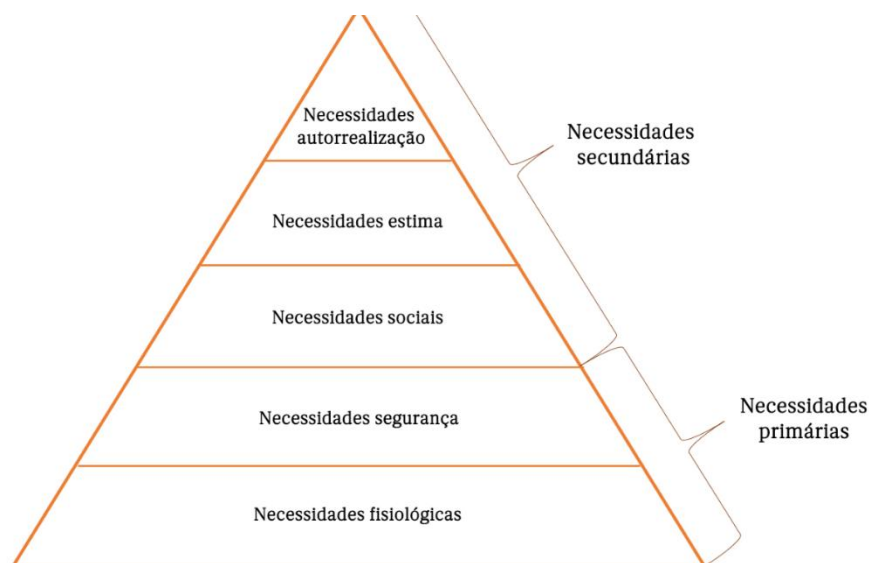 Necessidades
autorrealização
Necessidades
secundárias
Necessidades estima
Necessidades sociais
Necessidades segurança
Necessidades
primárias
Necessidades fisiológicas